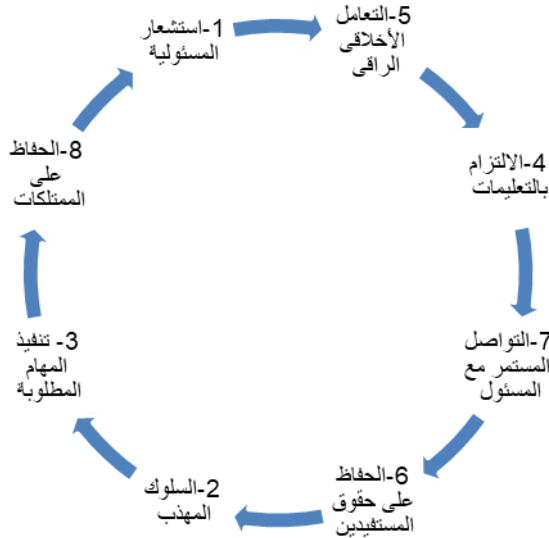 1-استشعار
المسئولية
5-التعامل
الأخلاقى
الراقى
4-الالتزام
بالتعليمات
7-التواصل
المستمر مع
المسئول
6-الحفاظ
على حقوق
المستفيدين
2-السلوك
المهذب
3- تنفيذ
المهام
المطلوبة
8-الحفاظ
على
الممتلكات